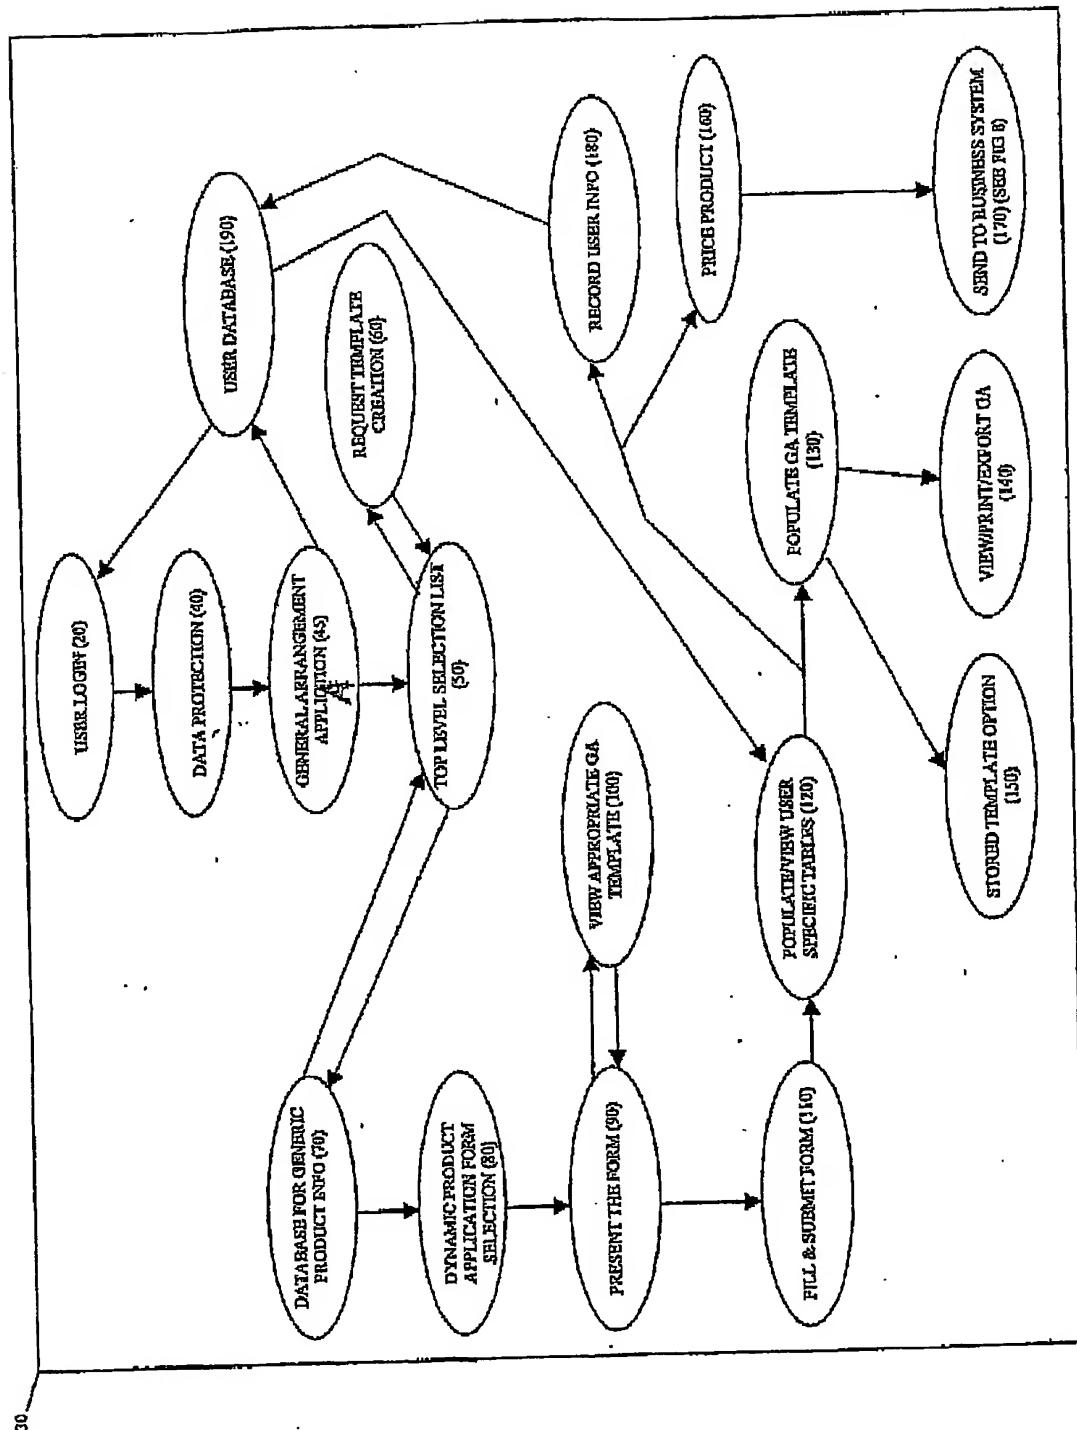 30
USER LOGIN (20)
DATA PROTECTION (40)
GENERAL ARRANGEMENT
APPLICTION (45)
TOP LEVEL SELECTION LIST
(50)
USER DATABASE (190)
REQUEST TEMPLATE
CREATION (60)
DATABASE FOR GENERIC
PRODUCT INFO (70)
DYNAMIC PRODUCT
APPLICATION FORM
SELECTION (80)
PRESENT THE FORM (90)
VIEW APPROPRIATE GA
TEMPLATE (100)
FILL & SUBMIT FORM (110)
POPULATE/VIEW USER
SPECIFIC TABLES (120)
POPULATE GA TEMPLATE
(130)
RECORD USER INFO (180)
PRICE PRODUCT (160)
STORED TEMPLATE OPTION
(150)
VIEW/PRINT/EXPORT GA
(140)
SEND TO BUSINESS SYSTEM
(170) (SEE FIG 8)